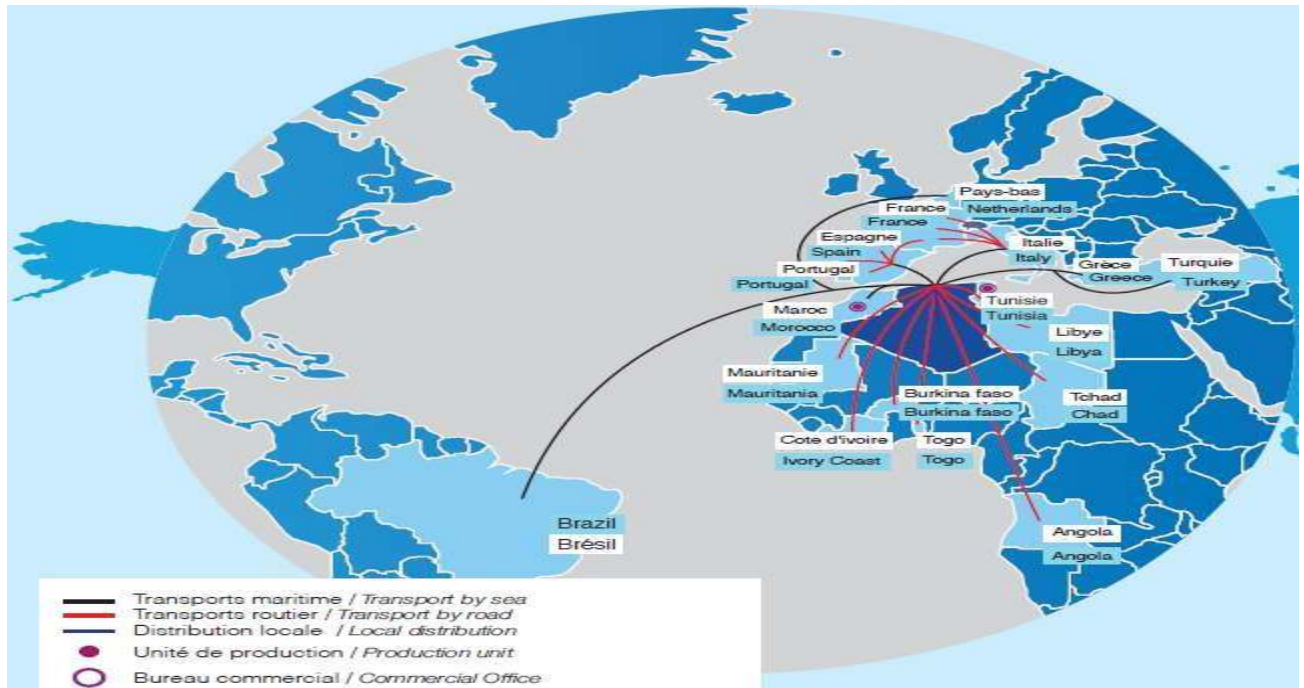 Pays-bas
Netherlands
France
France
Espagne
Spain
Italie
Italy
Portugal
Portugal
Grèce
Greece
Turquie
Turkey
Maroc
Morocco
Tunisie
Tunisia
Libye
Libya
Mauritanie
Mauritania
Burkina faso
Burkina faso
Tchad
Chad
Cote d'ivoire
Ivory Coast
Togo
Togo
Brazil
Brésil
Angola
Angola
Transports maritime / Transport by sea
Transports routier / Transport by road
Distribution locale / Local distribution
Unité de production / Production unit
Bureau commercial / Commercial Office